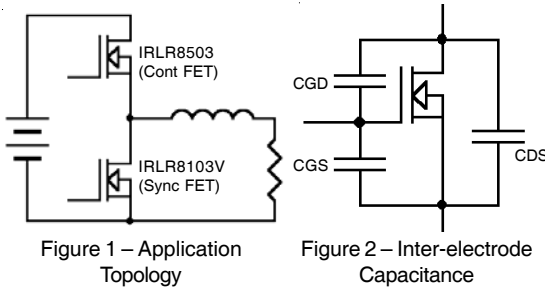 IRLR8503
(Cont FET)
IRLR8103V
(Sync FET)
Figure 1 – Application
Topology
CGD
CGS
CDS
Figure 2 – Inter-electrode
Capacitance